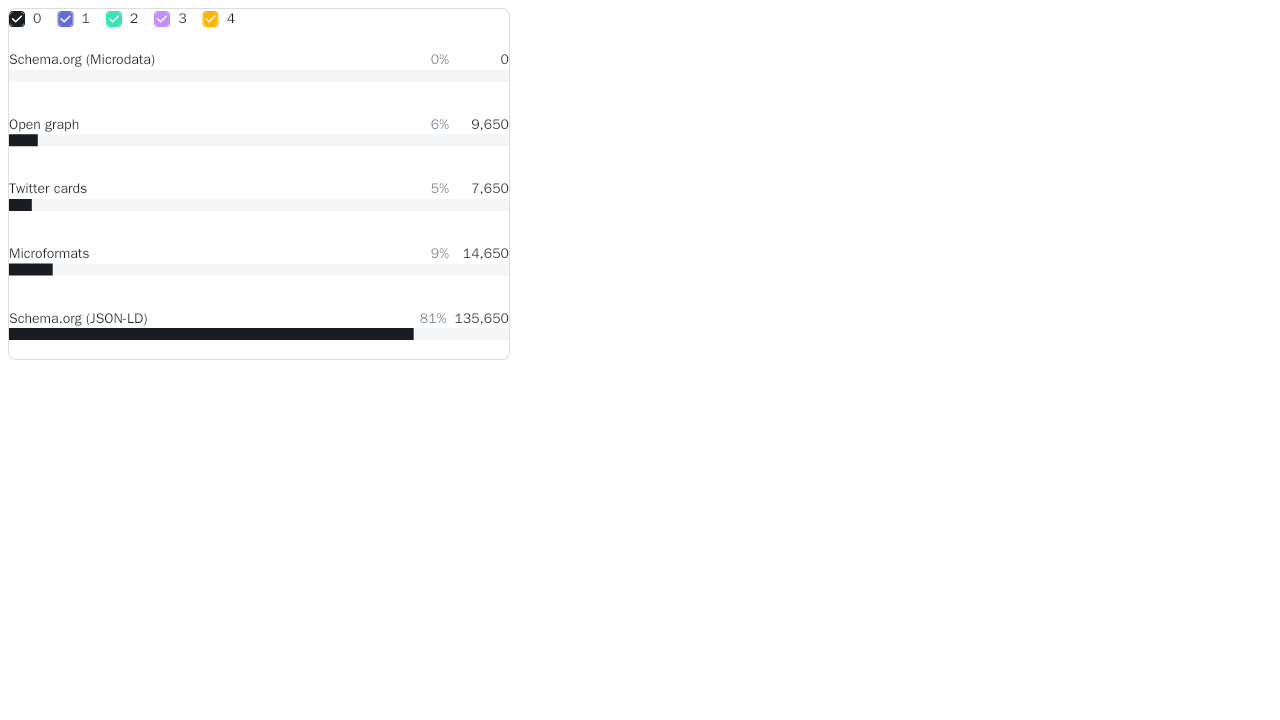 0 1 2 3 4
Schema.org (Microdata) 0% 0
Open graph 6% 9,650
Twitter cards 5% 7,650
Microformats 9% 14,650
Schema.org (JSON-LD) 81% 135,650